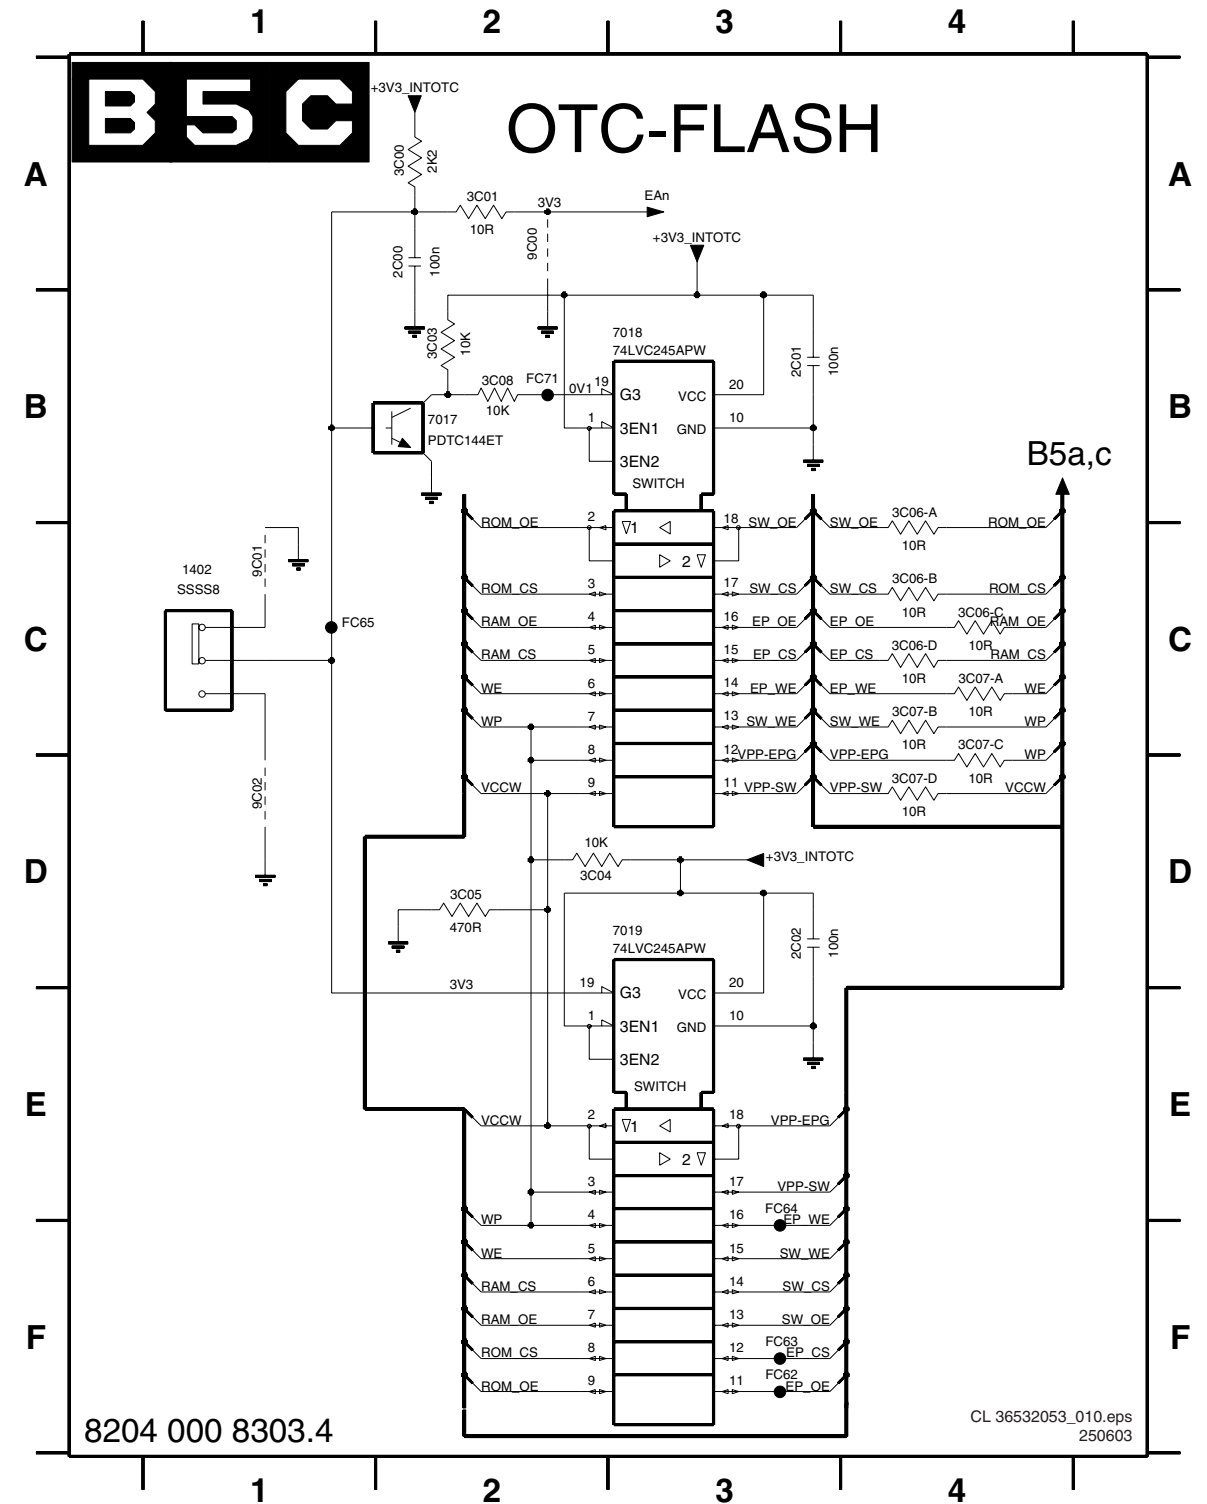 1 2 3 4
B5C
+3V3_INTOTC
OTC-FLASH
A A
3C00
2K2
3C01
10R
3V3
EAn
2C00
100n
9C00
+3V3_INTOTC
3C03
10K
7018
74LVC245APW
2C01
100n
B B
3C08
10K
FC71
0V1
19
G3
VCC
20
7017
PDTC144ET
1
3EN1
GND
10
3EN2
SWITCH
B5a,c
ROM_OE 2 1 18 SW_OE SW_OE 3C06-A 10R ROM_OE
2
9C01
1402
SSSS8
FC65
C C
ROM_CS 3 17 SW_CS SW_CS 3C06-B 10R ROM_CS
RAM_OE 4 16 EP_OE EP_OE 3C06-C 10R RAM_OE
RAM_CS 5 15 EP_CS EP_CS 3C06-D 10R RAM_CS
WE 6 14 EP_WE EP_WE 3C07-A 10R WE
WP 7 13 SW_WE SW_WE 3C07-B 10R WP
8 12 VPP-EPG VPP-EPG 3C07-C 10R WP
VCCW 9 11 VPP-SW VPP-SW 3C07-D 10R VCCW
9C02
D D
10K
3C04
+3V3_INTOTC
3C05
470R
7019
74LVC245APW
2C02
100n
3V3
19
G3
VCC
20
1
3EN1
GND
10
3EN2
SWITCH
E E
VCCW 2 1 18 VPP-EPG
2
3 17 VPP-SW
WP 4 16 FC64 EP_WE
WE 5 15 SW_WE
RAM_CS 6 14 SW_CS
RAM_OE 7 13 SW_OE
F F
ROM_CS 8 12 FC63 EP_CS
ROM_OE 9 11 FC62 EP_OE
8204 000 8303.4
CL 36532053_010.eps
250603
1 2 3 4